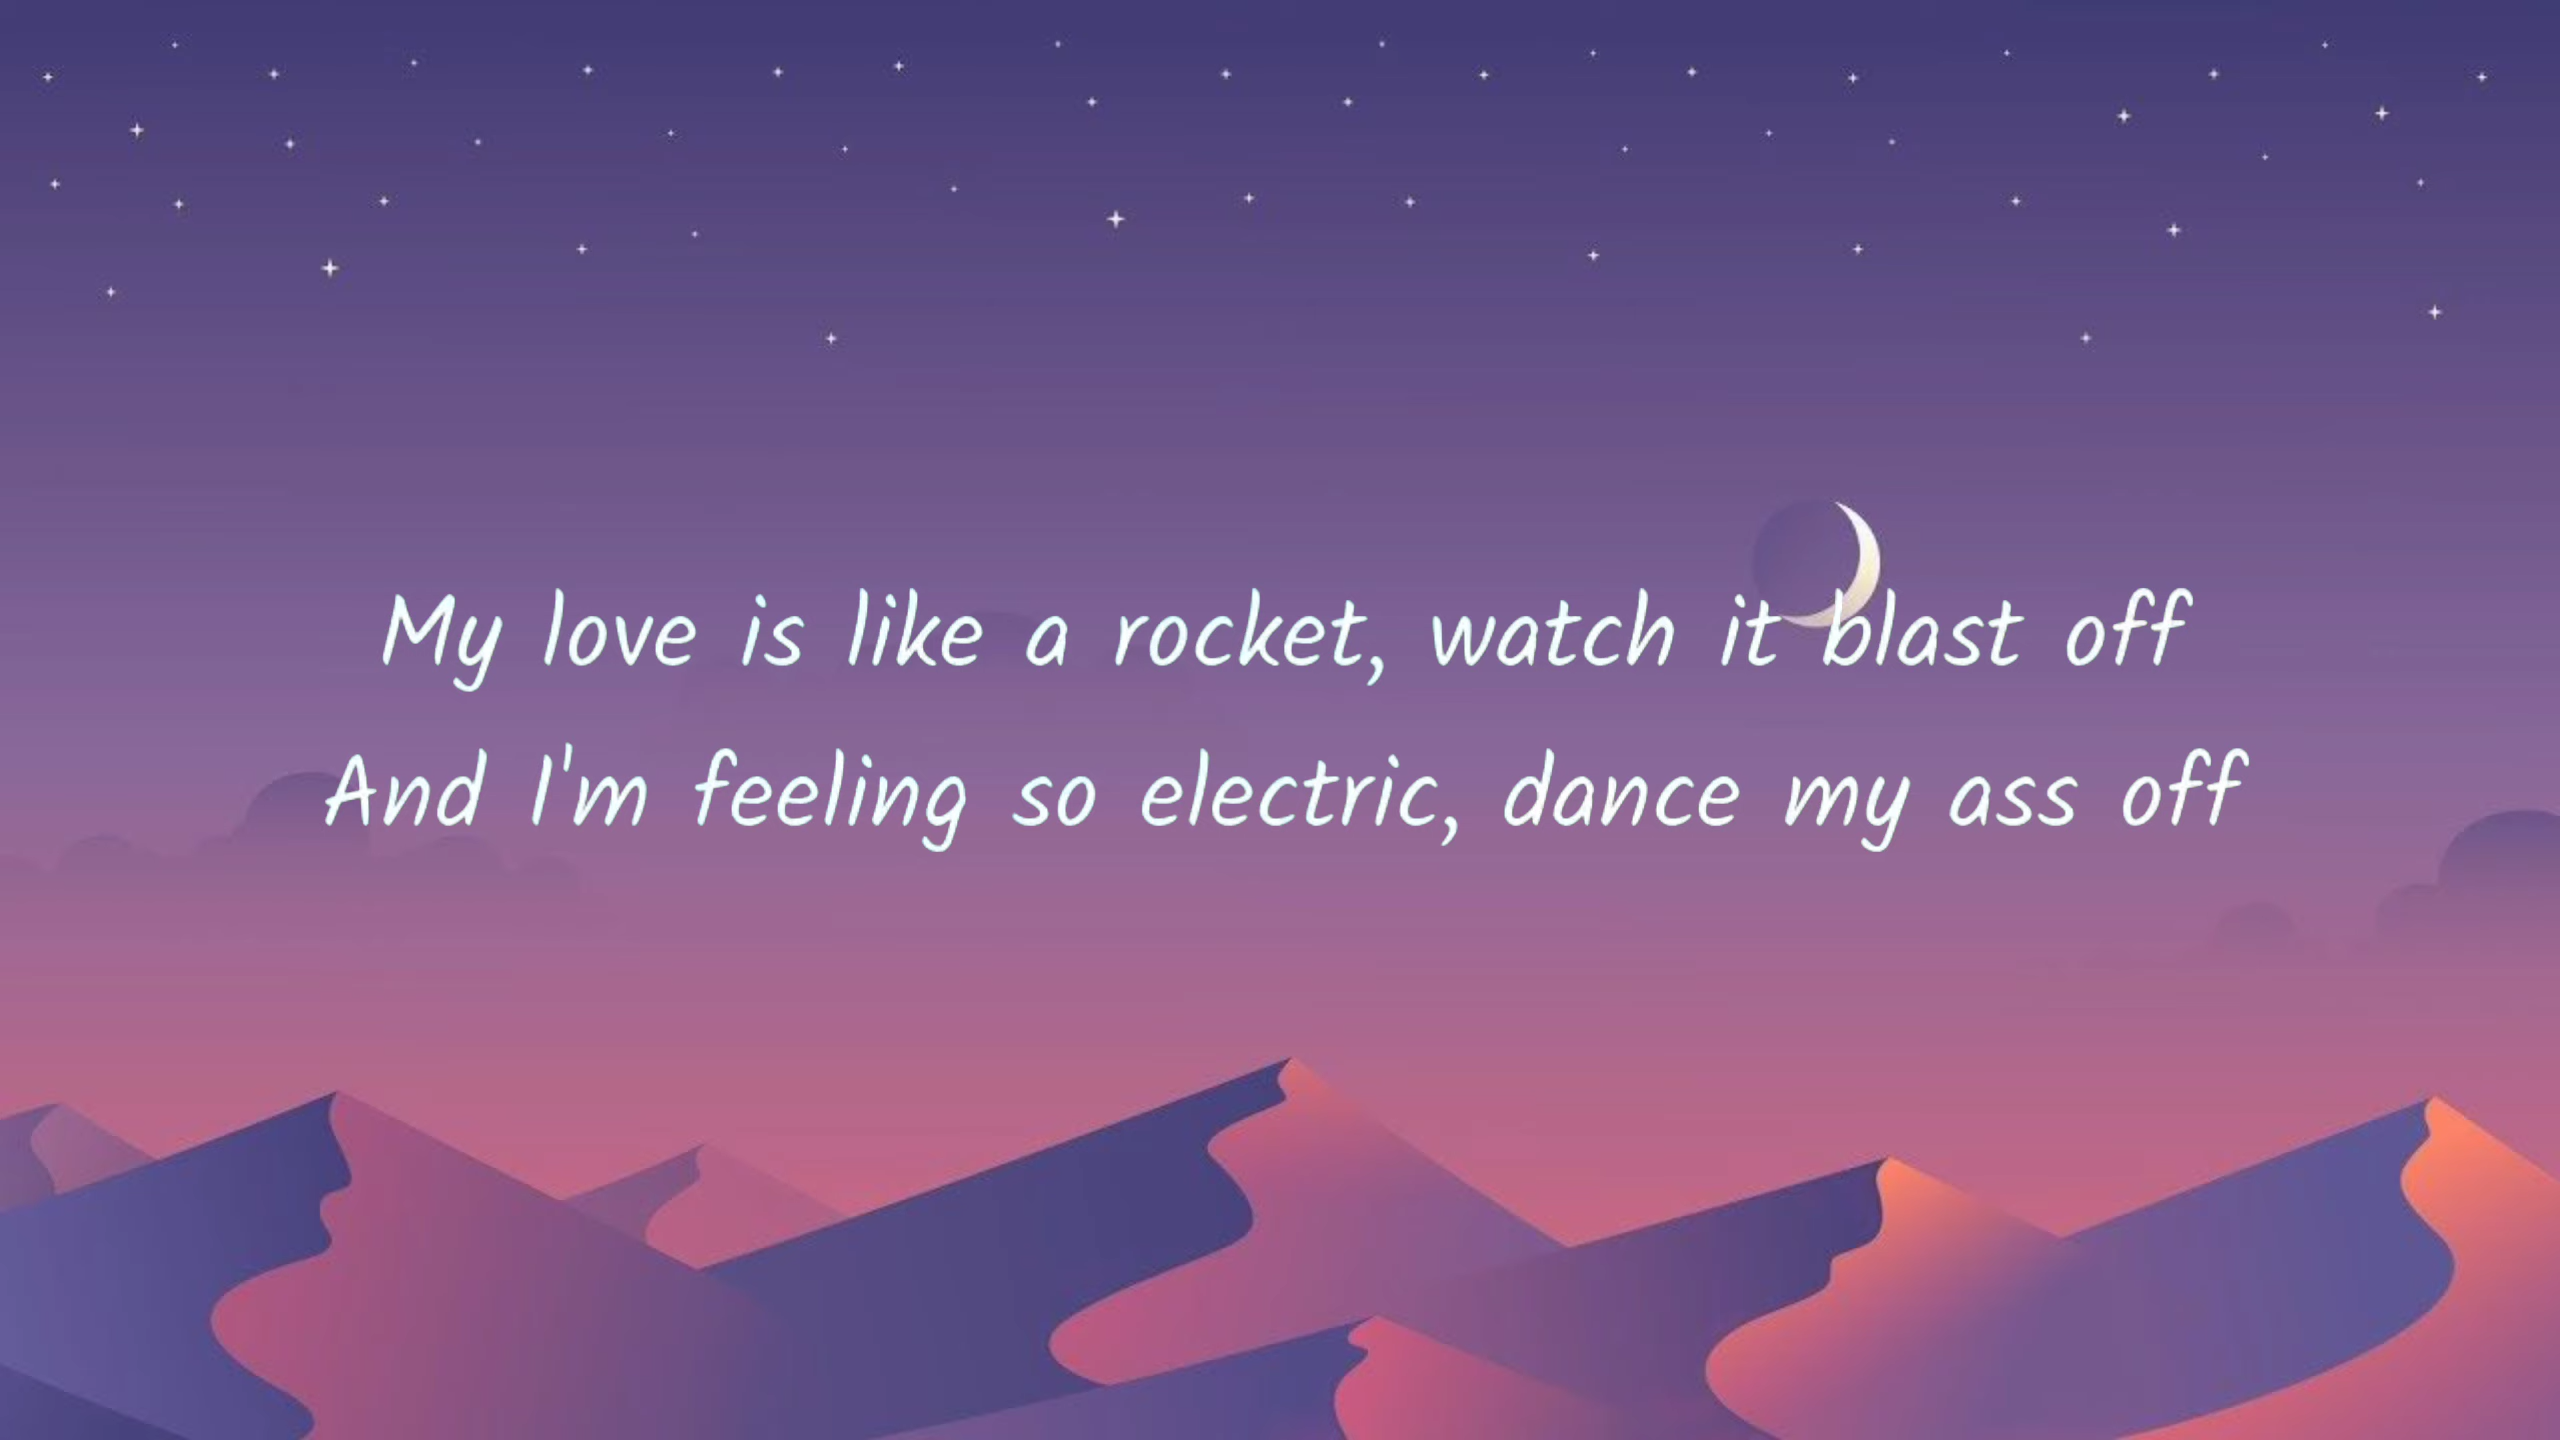 My love is like a rocket, watch it blast off
And I'm feeling so electric, dance my ass off